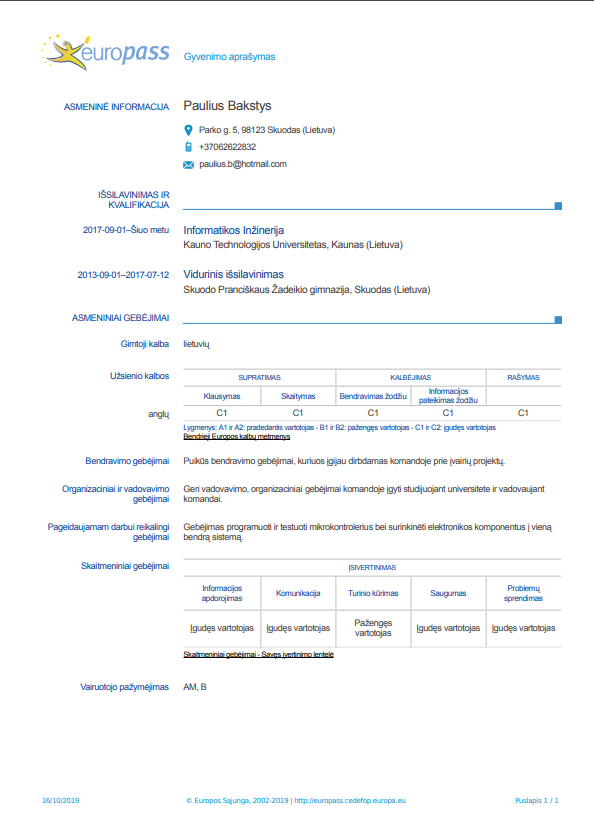 europass
Gyvenimo aprašymas
ASMENINĖ INFORMACIJA
Paulius Bakstys
Parko g. 5, 98123 Skuodas (Lietuva)
+37062622832
paulius.b@hotmail.com
IŠSILAVINIMAS IR
KVALIFIKACIJA
2017-09-01–Šiuo metu
Informatikos Inžinerija
Kauno Technologijos Universitetas, Kaunas (Lietuva)
2013-09-01–2017-07-12
Vidurinis išsilavinimas
Skuodo Pranciškaus Žadeikio gimnazija, Skuodas (Lietuva)
ASMENINIAI GEBĖJIMAI
Gimtoji kalba
lietuvių
Užsienio kalbos
SUPRATIMAS
KALBĖJIMAS
RAŠYMAS
Klausymas
Skaitymas
Bendravimas žodžiu
Informacijos
pateikimas žodžiu
anglų
C1
C1
C1
C1
C1
Lygmenys: A1 ir A2: pradedantis vartotojas - B1 ir B2: pažengęs vartotojas - C1 ir C2: įgudęs vartotojas
Bendrieji Europos kalbų metmenys
Bendravimo gebėjimai
Puikūs bendravimo gebėjimai, kuriuos įgijau dirbdamas komandoje prie įvairių projektų.
Organizaciniai ir vadovavimo
gebėjimai
Geri vadovavimo, organizaciniai gebėjimai komandoje įgyti studijuojant universitete ir vadovaujant
komandai.
Pageidaujamam darbui reikalingi
gebėjimai
Gebėjimas programuoti ir testuoti mikrokontrolerius bei surinkinėti elektronikos komponentus į vieną
bendrą sistemą.
Skaitmeniniai gebėjimai
ĮSIVERTINIMAS
Informacijos
apdorojimas
Komunikacija
Turinio kūrimas
Saugumas
Problemų
sprendimas
Įgudęs vartotojas
Įgudęs vartotojas
Pažengęs
vartotojas
Įgudęs vartotojas
Įgudęs vartotojas
Skaitmeniniai gebėjimai - Savęs įvertinimo lentelė
Vairuotojo pažymėjimas
AM, B
16/10/2019
© Europos Sąjunga, 2002-2019 | http://europass.cedefop.europa.eu
Puslapis 1 / 1